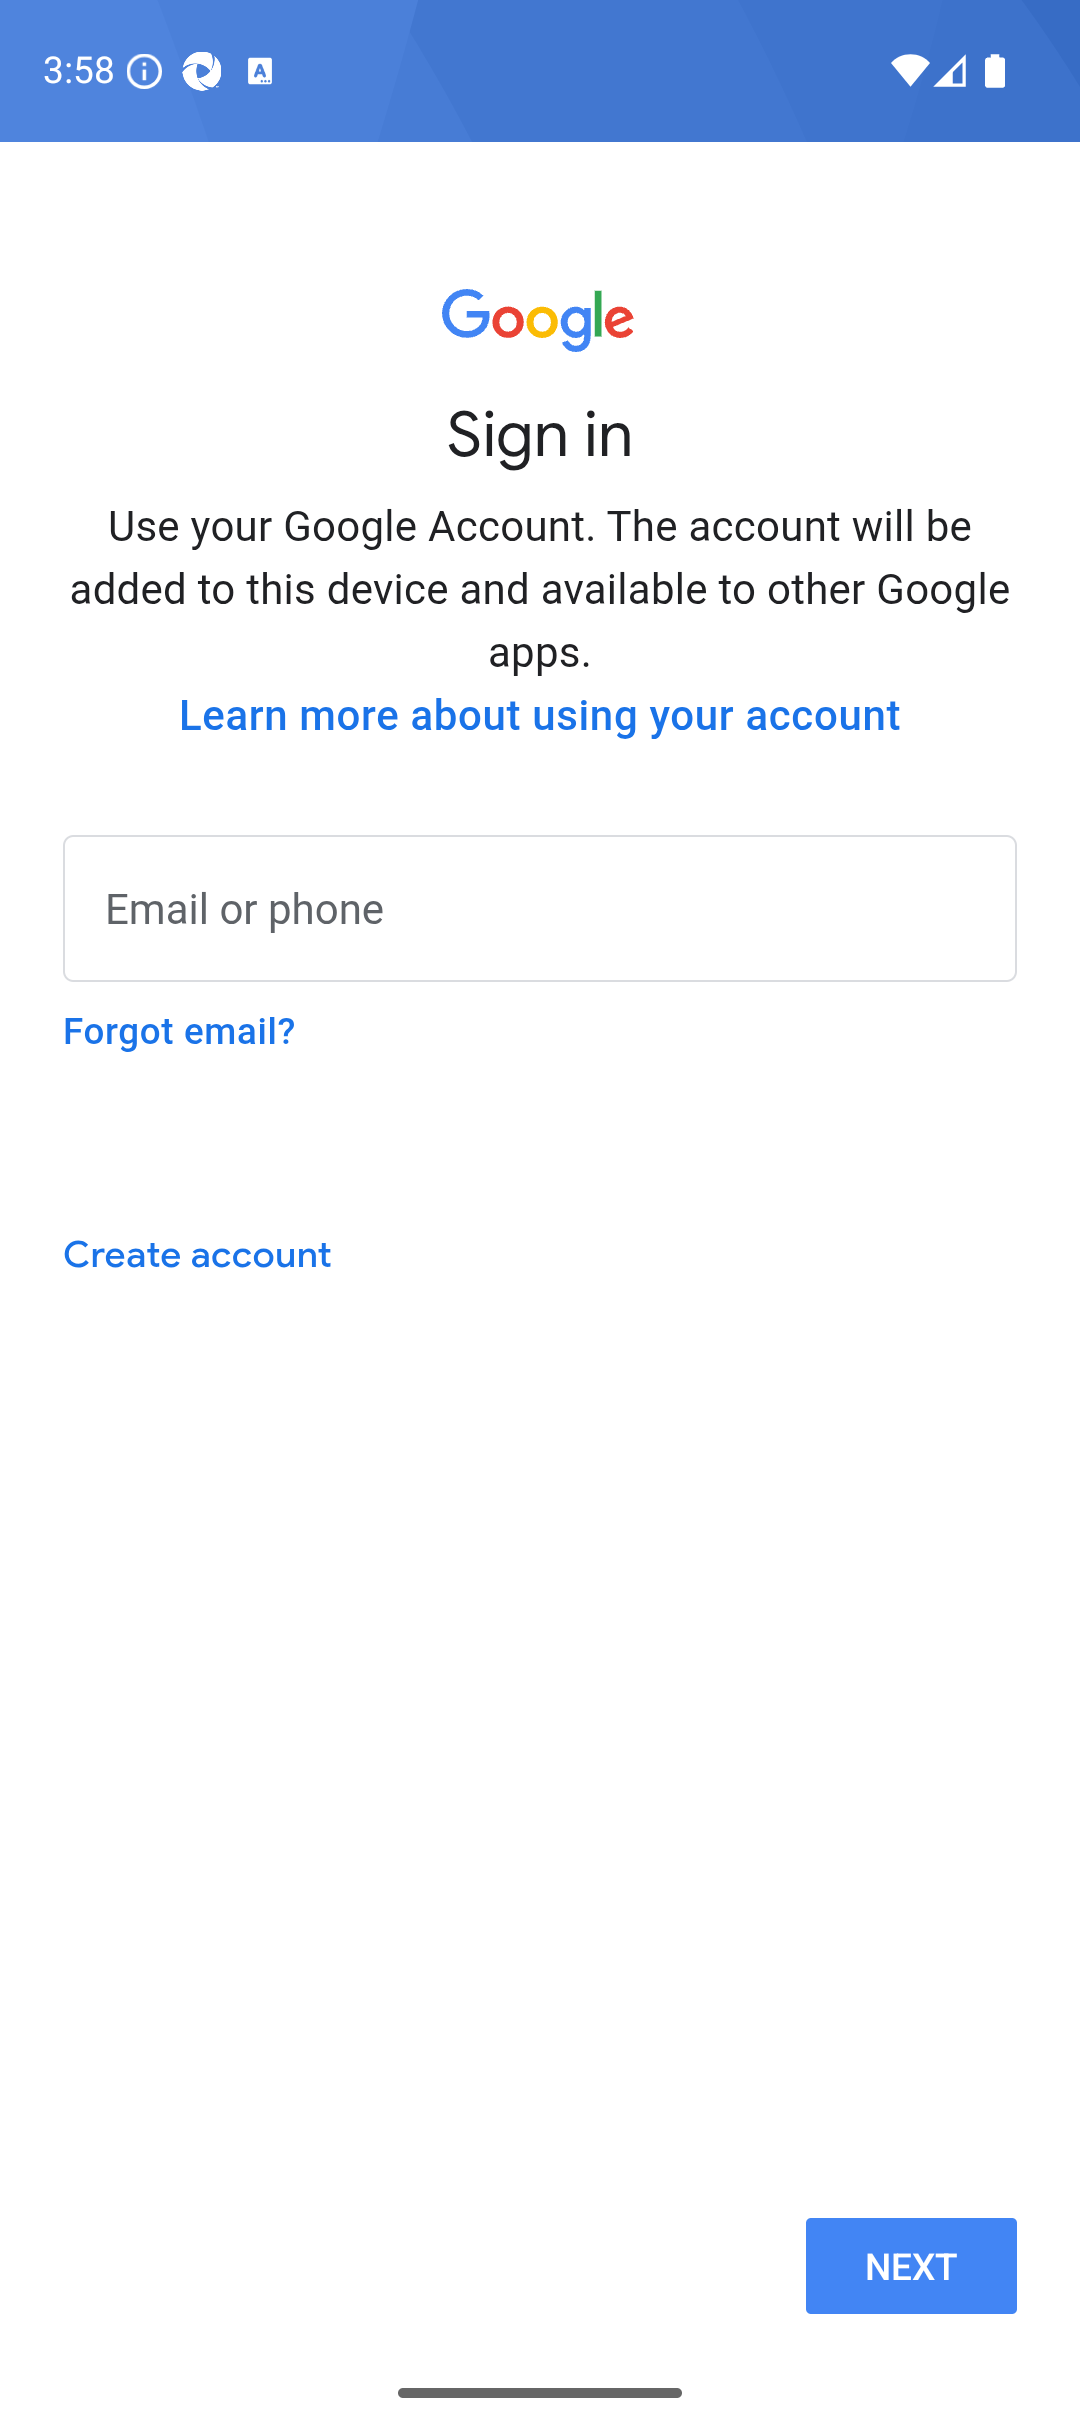 3:58
Google
Sign in
Use your Google Account. The account will be
added to this device and available to other Google
apps.
Learn more about using your account
Email or phone
Forgot email?
Create account
NEXT